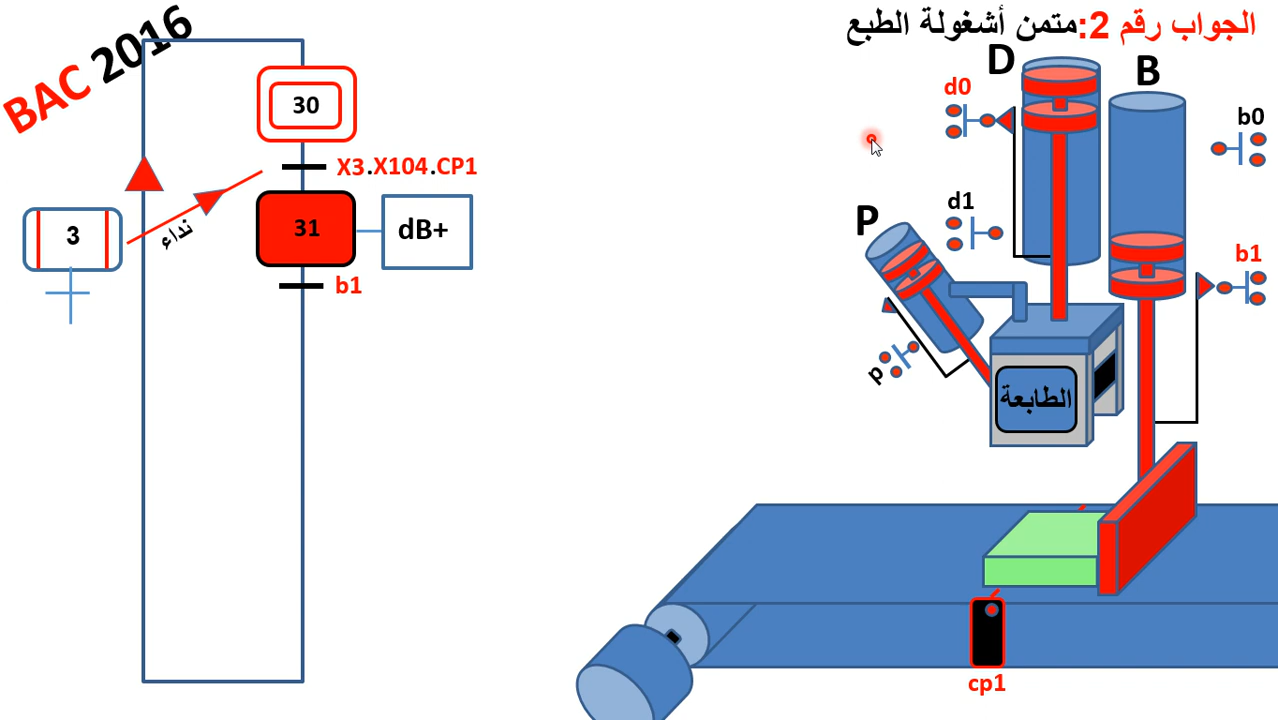 BAC 2016
الجواب رقم 2:متمن أشغولة الطبع
30
X3.X104.CP1
3
نداء
31
dB+
b1
D
B
d0
b0
d1
P
b1
p
الطابعة
cp1